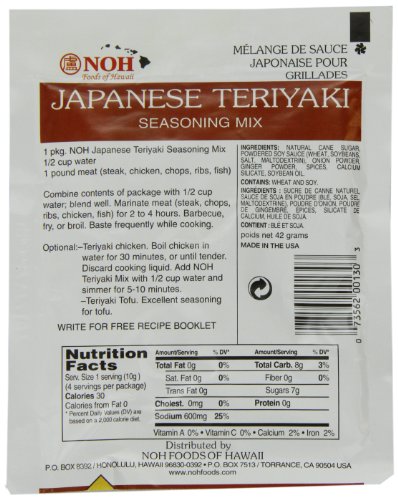 NOH
Foods of Hawaii
MÉLANGE DE SAUCE
JAPONAISE POUR
GRILLADES
JAPANESE TERIYAKI
SEASONING MIX
1 pkg. NOH Japanese Teriyaki Seasoning Mix
1/2 cup water
1 pound meat (steak, chicken, chops, ribs, fish)
Combine contents of package with 1/2 cup
water; blend well. Marinate meat (steak, chops,
ribs, chicken, fish) for 2 to 4 hours. Barbecue,
fry, or broil. Baste frequently while cooking.
Optional:–Teriyaki chicken. Boil chicken in
water for 30 minutes, or until tender.
Discard cooking liquid. Add NOH
Teriyaki Mix with 1/2 cup water and
simmer for 5-10 minutes.
–Teriyaki Tofu. Excellent seasoning
for tofu.
WRITE FOR FREE RECIPE BOOKLET
INGREDIENTS: NATURAL CANE SUGAR,
POWDERED SOY SAUCE (WHEAT, SOYBEANS,
SALT, MALTODEXTRIN), ONION POWDER,
GINGER POWDER, SPICES, CALCIUM
SILICATE, SOYBEAN OIL.
CONTAINS: WHEAT AND SOY.
INGREDIENTS : SUCRE DE CANNE NATUREL,
SAUCE DE SOJA EN POUDRE (BLE, SOJA, SEL,
MALTODEXTRINE), POUDRE D'ONION, POUDRE
DE GINGEMBRE, EPICES, SILICATE DE
CALCIUM, HUILE DE SOJA.
CONTENT : BLE ET SOJA.
poids net 42 grams
MADE IN THE USA
0 73562 00130 3
Nutrition
Facts
Serv. Size 1 serving (10g)
(4 servings per package)
Calories 30
Calories from Fat 0
* Percent Daily Values (DV) are
based on a 2,000 calorie diet.
Amount/Serving % DV*
Total Fat 0g 0%
Sat. Fat 0g 0%
Trans Fat 0g
Cholest. 0mg 0%
Sodium 600mg 25%
Amount/Serving % DV*
Total Carb. 8g 3%
Fiber 0g 0%
Sugars 7g
Protein 0g
Vitamin A 0% • Vitamin C 0% • Calcium 2% • Iron 2%
Distributed by
NOH FOODS OF HAWAII
P.O. BOX 8392 / HONOLULU, HAWAII 96830-0392 • P.O. BOX 7513 / TORRANCE, CA 90504 USA
www.nohfoods.com